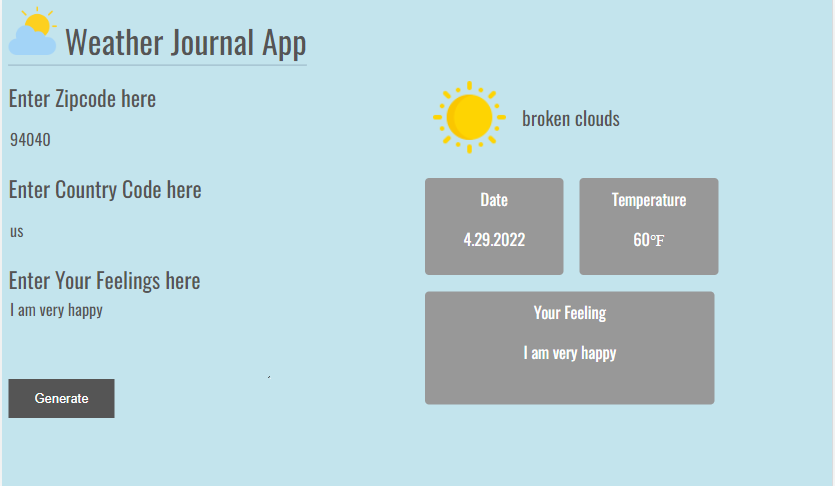 Weather Journal App
Enter Zipcode here
94040
Enter Country Code here
us
Enter Your Feelings here
I am very happy
Generate
broken clouds
Date
4.29.2022
Temperature
60°F
Your Feeling
I am very happy